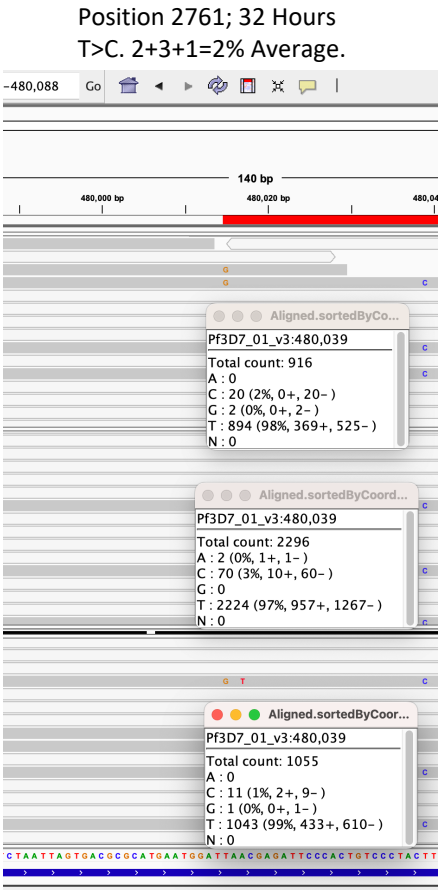 Position 2761; 32 Hours
T>C. 2+3+1=2% Average.
-480,088 Go
140 bp
480,000 bp 480,020 bp 480,04
G
G C
Aligned.sortedByCo...
Pf3D7_01_v3:480,039
Total count: 916
A : 0
C : 20 (2%, 0+, 20- )
G : 2 (0%, 0+, 2- )
T : 894 (98%, 369+, 525- )
N : 0
C
C
Aligned.sortedByCoord...
Pf3D7_01_v3:480,039
Total count: 2296
A : 2 (0%, 1+, 1- )
C : 70 (3%, 10+, 60- )
G : 0
T : 2224 (97%, 957+, 1267- )
N : 0
C
C
C
G T C
Aligned.sortedByCoor...
Pf3D7_01_v3:480,039
Total count: 1055
A : 0
C : 11 (1%, 2+, 9- )
G : 1 (0%, 0+, 1- )
T : 1043 (99%, 433+, 610- )
N : 0
C
C
C T A A T T A G T G A C G C G C A T G A A T G G A T T A A C G A G A T T C C C A C T G T C C C T A C T T